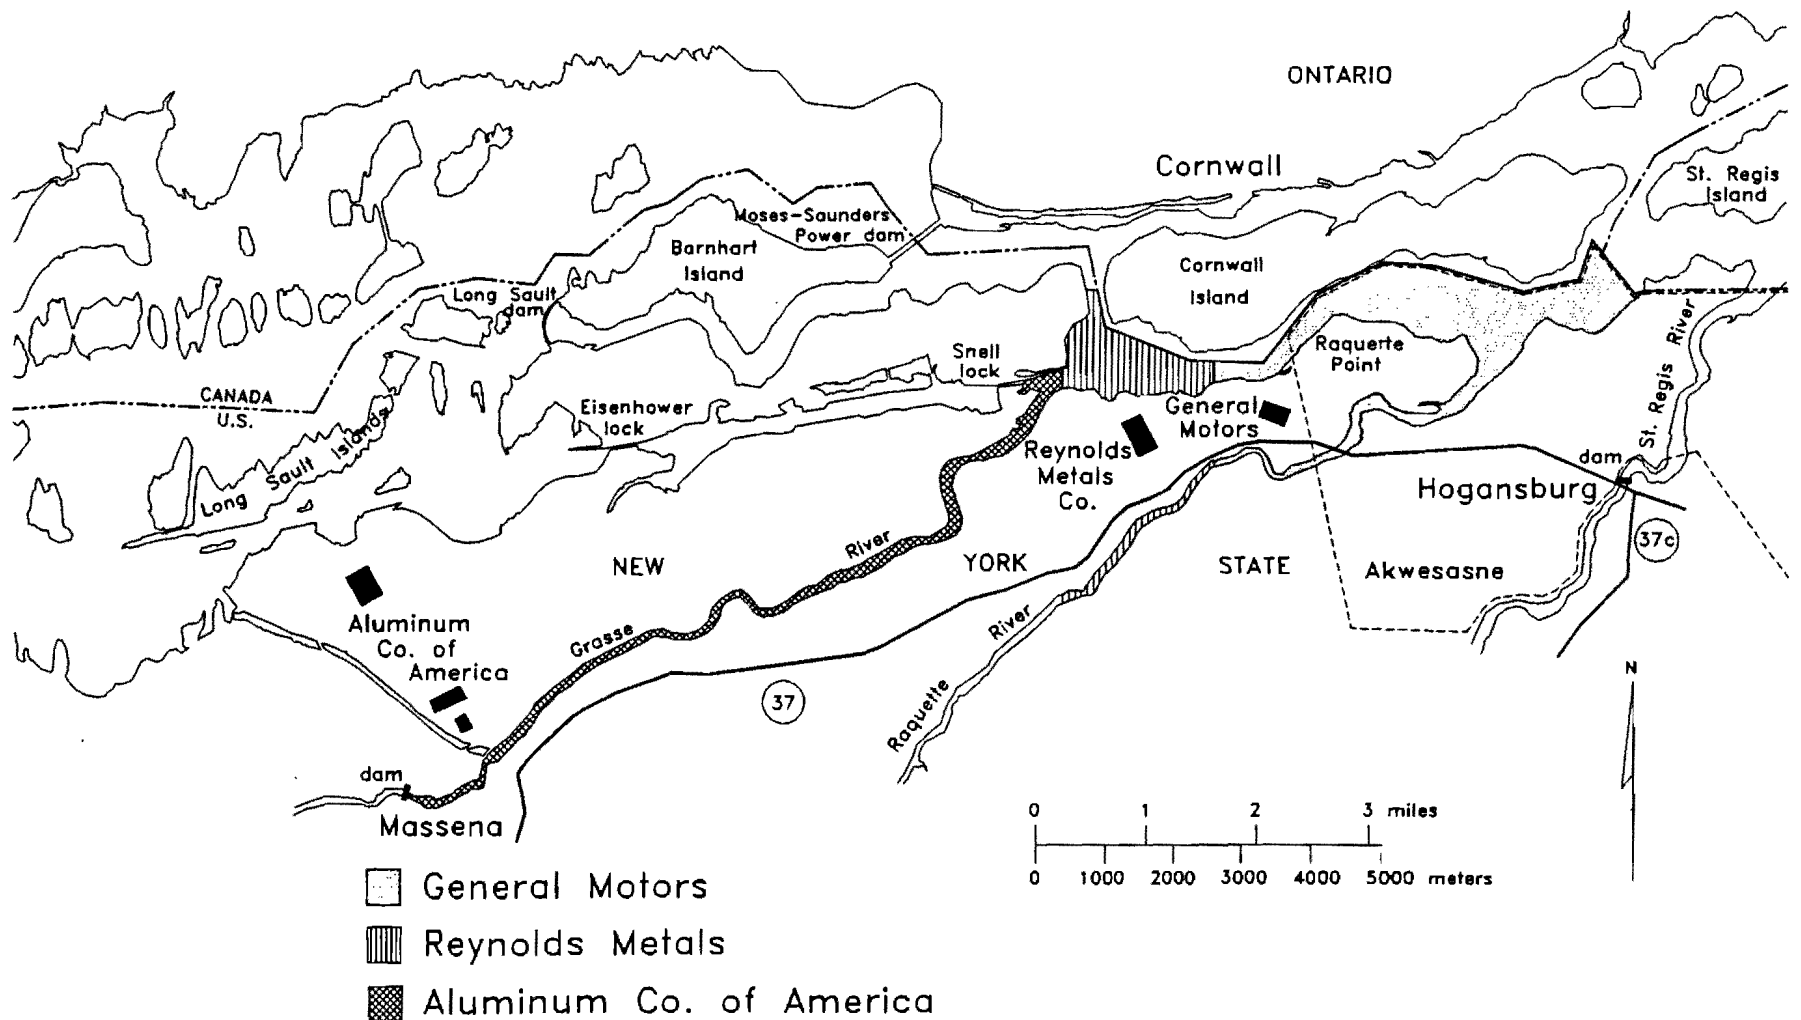 ONTARIO
Cornwall
St. Regis
Island
Moses-Saunders
Power dam
Barnhart
Island
Cornwall
Island
Long Sault
dam
St. Regis River
Raquette
Point
Snell
lock
CANADA
U.S.
Eisenhower
lock
General
Motors
Long Sault Islands
Reynolds
Metals
Co.
dam
Hogansburg
37c
NEW YORK STATE
Grasse River
Akwesasne
Aluminum
Co. of
America
Raquette River
N
37
dam
Massena
0 1 2 3 miles
0 1000 2000 3000 4000 5000 meters
General Motors
Reynolds Metals
Aluminum Co. of America